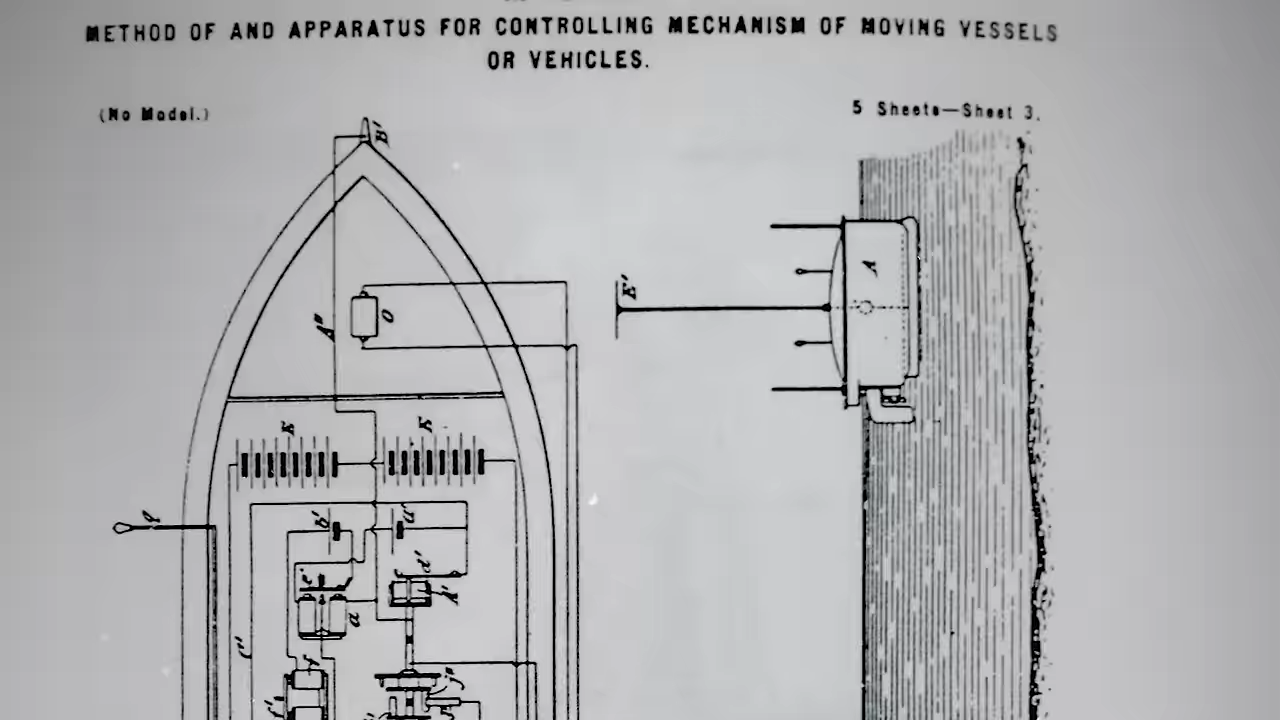 METHOD OF AND APPARATUS FOR CONTROLLING MECHANISM OF MOVING VESSELS
OR VEHICLES.
(No Model.)
5 Sheets—Sheet 3.
B'
E'
A
A"
O
K
K
b'
a'
e'
d'
k'
a
f
f'
j"